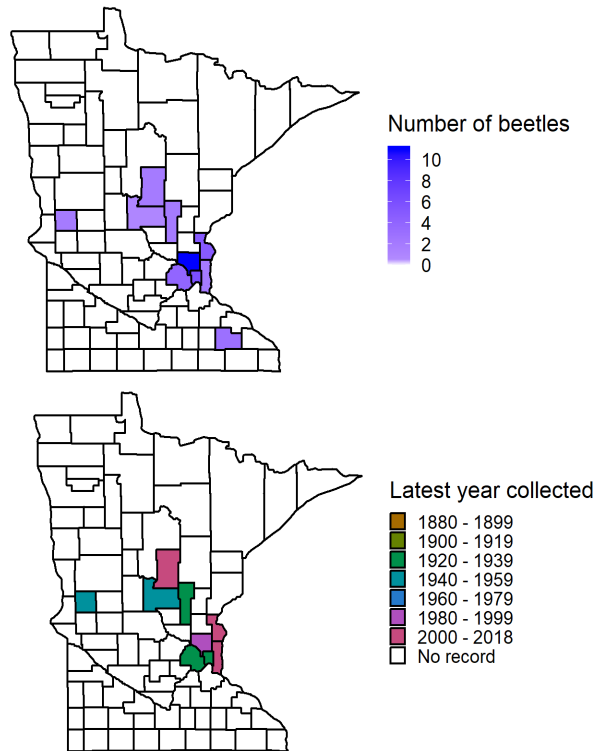 Number of beetles
10
8
6
4
2
0
Latest year collected
1880 - 1899
1900 - 1919
1920 - 1939
1940 - 1959
1960 - 1979
1980 - 1999
2000 - 2018
No record